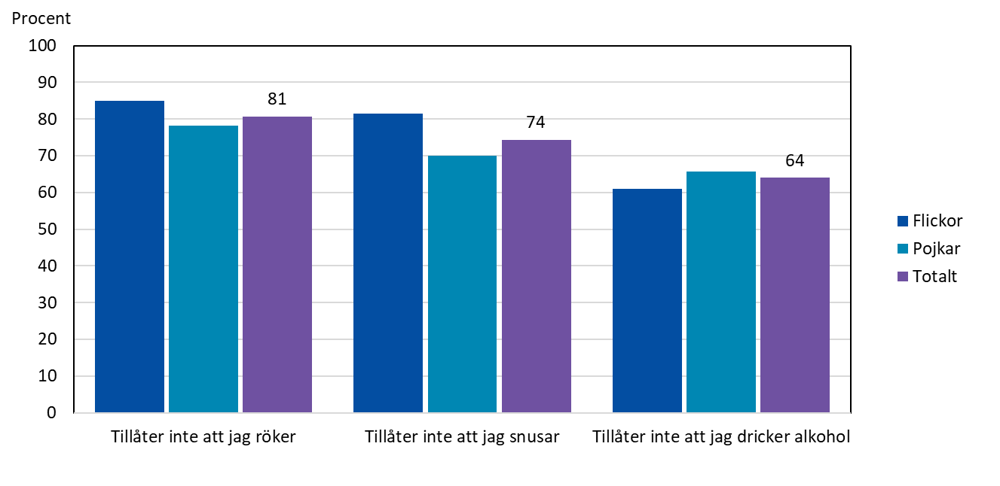 Procent
100
90
80
70
60
50
40
30
20
10
0
81
74
64
Tillåter inte att jag röker
Tillåter inte att jag snusar
Tillåter inte att jag dricker alkohol
Flickor
Pojkar
Totalt